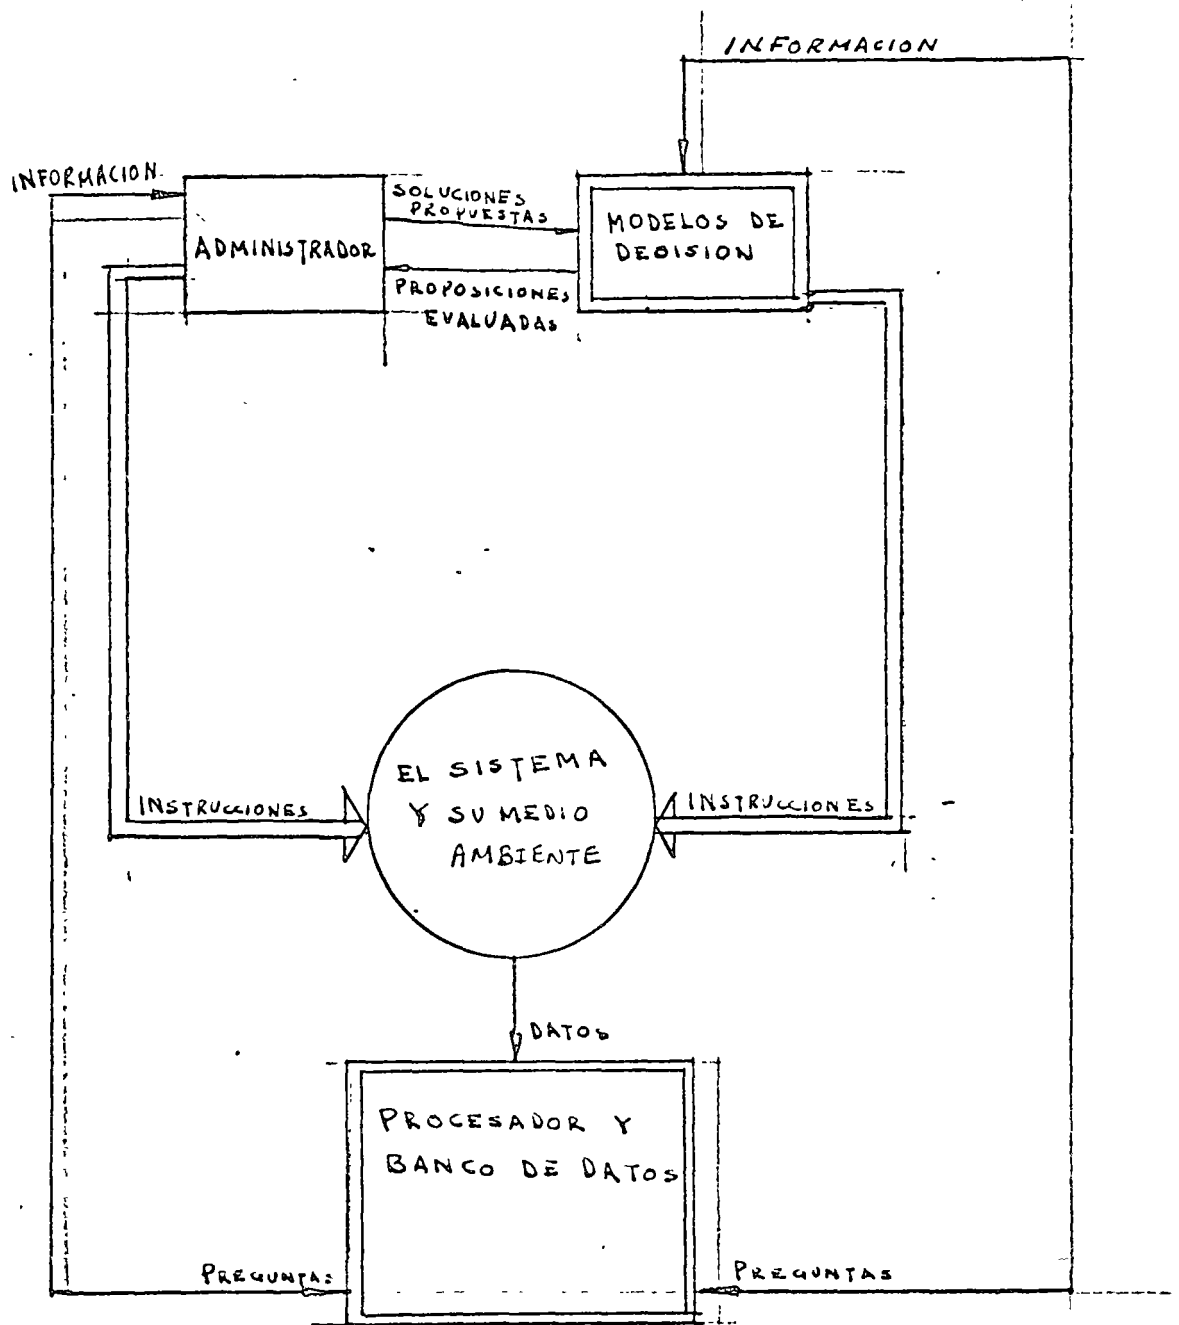 INFORMACION
INFORMACION
SOLUCIONES
PROPUESTAS
ADMINISTRADOR
MODELOS DE
DECISION
PROPOSICIONES
EVALUADAS
EL SISTEMA
Y SU MEDIO
AMBIENTE
INSTRUCCIONES
INSTRUCCIONES
DATOS
PROCESADOR Y
BANCO DE DATOS
PREGUNTAS
PREGUNTAS